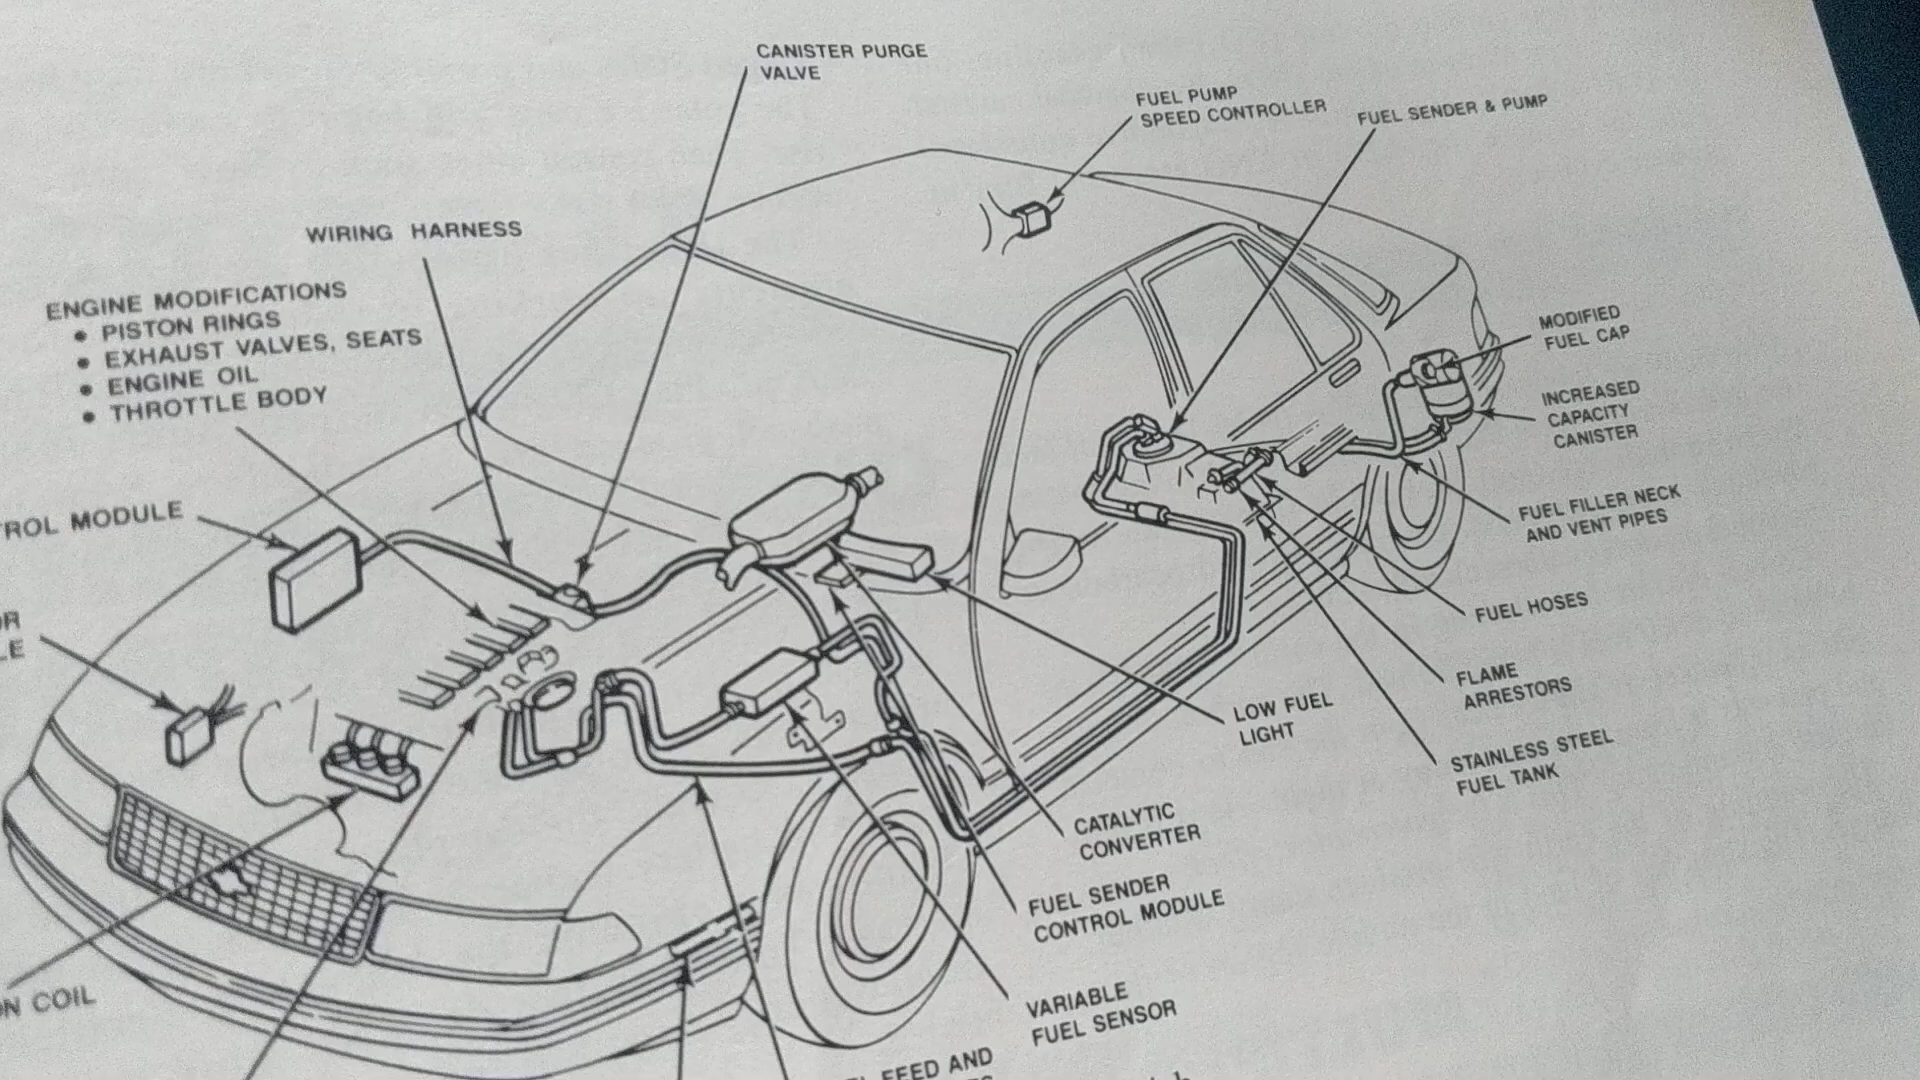 CANISTER PURGE
VALVE
FUEL PUMP
SPEED CONTROLLER
FUEL SENDER & PUMP
WIRING HARNESS
ENGINE MODIFICATIONS
• PISTON RINGS
• EXHAUST VALVES, SEATS
• ENGINE OIL
• THROTTLE BODY
MODIFIED
FUEL CAP
INCREASED
CAPACITY
CANISTER
TROL MODULE
FUEL FILLER NECK
AND VENT PIPES
FUEL HOSES
FLAME
ARRESTORS
LOW FUEL
LIGHT
STAINLESS STEEL
FUEL TANK
CATALYTIC
CONVERTER
FUEL SENDER
CONTROL MODULE
ON COIL
VARIABLE
FUEL SENSOR
FEED AND